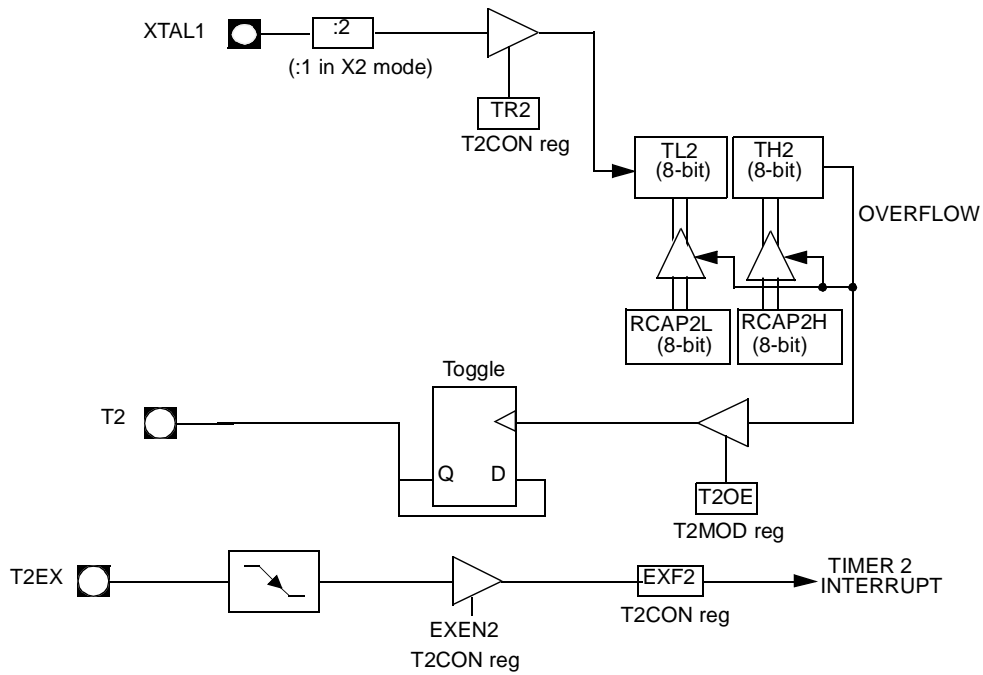 XTAL1
:2
(:1 in X2 mode)
TR2
T2CON reg
TL2
(8-bit)
TH2
(8-bit)
OVERFLOW
RCAP2L
(8-bit)
RCAP2H
(8-bit)
Toggle
T2
Q
D
T2OE
T2MOD reg
T2EX
EXEN2
T2CON reg
EXF2
T2CON reg
TIMER 2
INTERRUPT